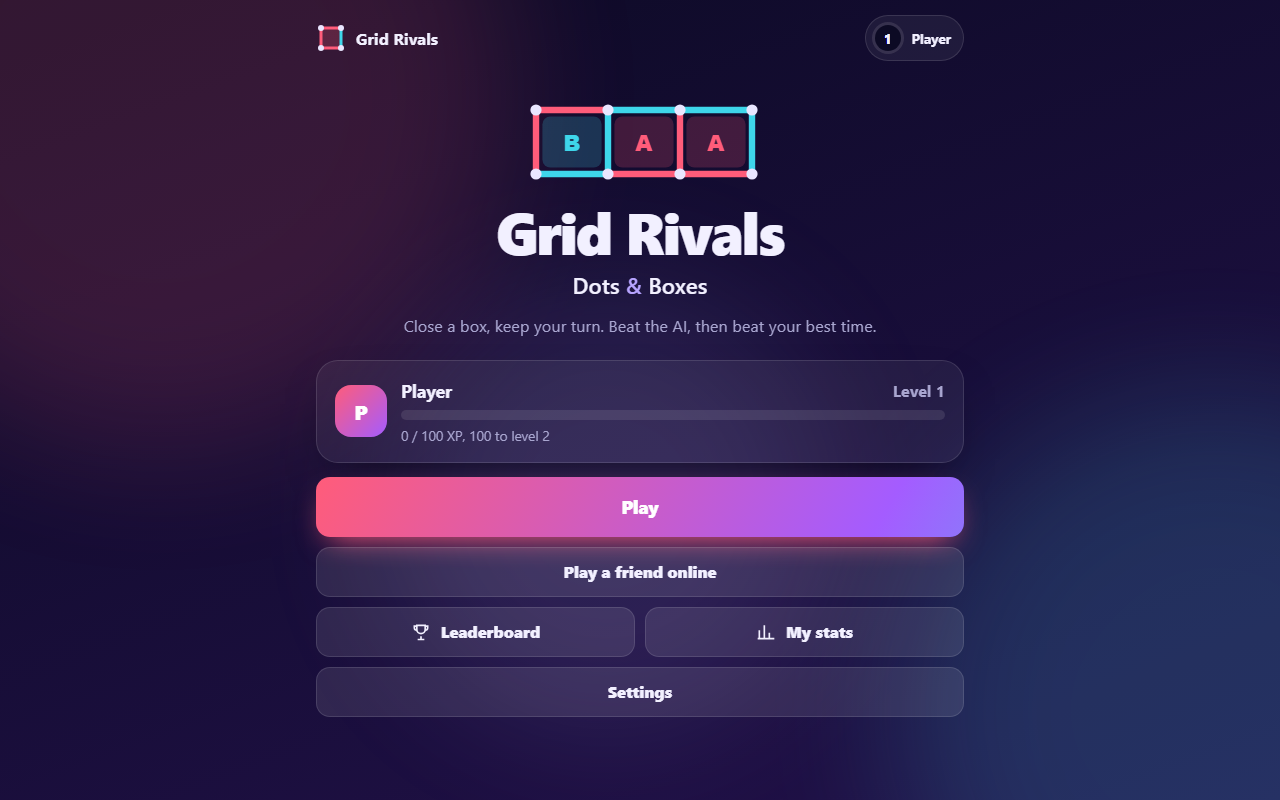 Grid Rivals
1 Player
B A A
Grid Rivals
Dots & Boxes
Close a box, keep your turn. Beat the AI, then beat your best time.
P
Player
Level 1
0 / 100 XP, 100 to level 2
Play
Play a friend online
Leaderboard
My stats
Settings